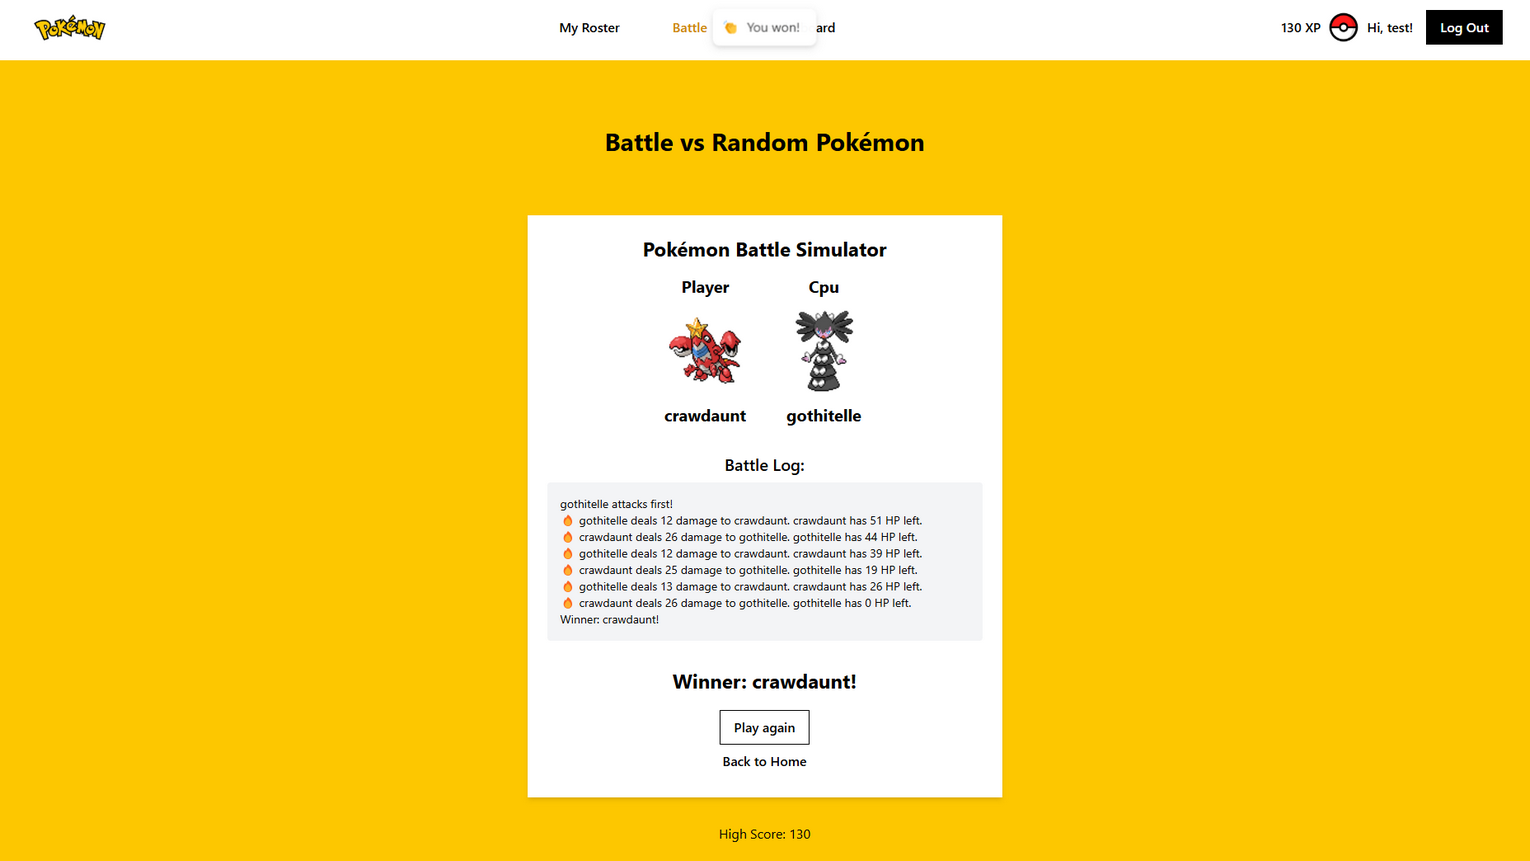 Pokémon
My Roster
Battle
You won!
ard
130 XP
Hi, test!
Log Out
Battle vs Random Pokémon
Pokémon Battle Simulator
Player
Cpu
crawdaunt
gothitelle
Battle Log:
gothitelle attacks first!
🔥 gothitelle deals 12 damage to crawdaunt. crawdaunt has 51 HP left.
🔥 crawdaunt deals 26 damage to gothitelle. gothitelle has 44 HP left.
🔥 gothitelle deals 12 damage to crawdaunt. crawdaunt has 39 HP left.
🔥 crawdaunt deals 25 damage to gothitelle. gothitelle has 19 HP left.
🔥 gothitelle deals 13 damage to crawdaunt. crawdaunt has 26 HP left.
🔥 crawdaunt deals 26 damage to gothitelle. gothitelle has 0 HP left.
Winner: crawdaunt!
Winner: crawdaunt!
Play again
Back to Home
High Score: 130